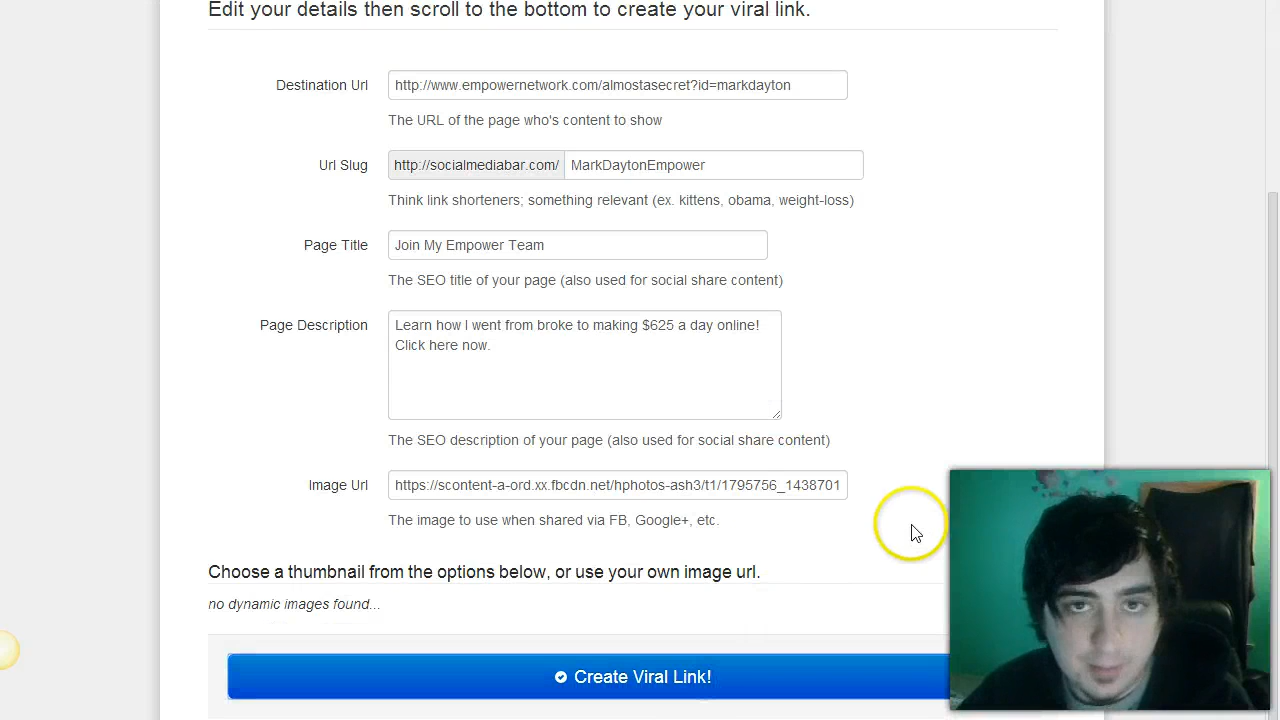 Edit your details then scroll to the bottom to create your viral link.
Destination Url http://www.empowernetwork.com/almostasecret?id=markdayton
The URL of the page who's content to show
Url Slug http://socialmediabar.com/ MarkDaytonEmpower
Think link shorteners; something relevant (ex. kittens, obama, weight-loss)
Page Title Join My Empower Team
The SEO title of your page (also used for social share content)
Page Description Learn how I went from broke to making $625 a day online!
Click here now.
The SEO description of your page (also used for social share content)
Image Url https://scontent-a-ord.xx.fbcdn.net/hphotos-ash3/t1/1795756_1438701
The image to use when shared via FB, Google+, etc.
Choose a thumbnail from the options below, or use your own image url.
no dynamic images found...
Create Viral Link!